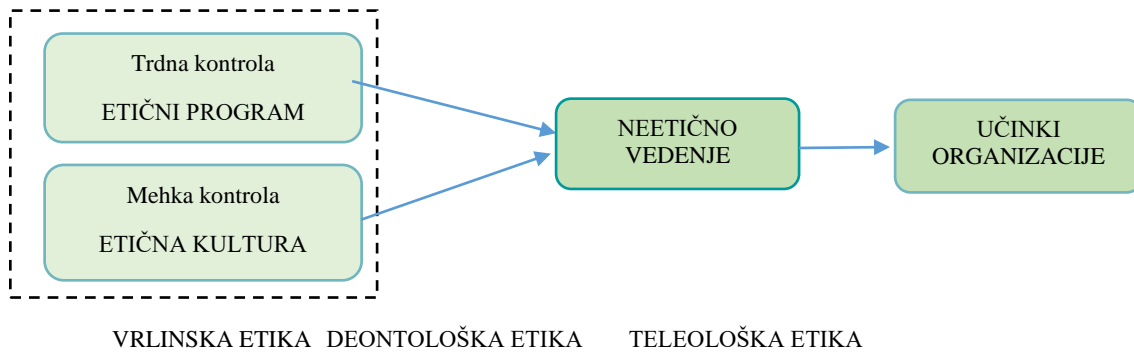 Trdna kontrola
ETIČNI PROGRAM
Mehka kontrola
ETIČNA KULTURA
NEETIČNO
VEDENJE
UČINKI
ORGANIZACIJE
VRLINSKA ETIKA DEONTOLOŠKA ETIKA TELEOLOŠKA ETIKA